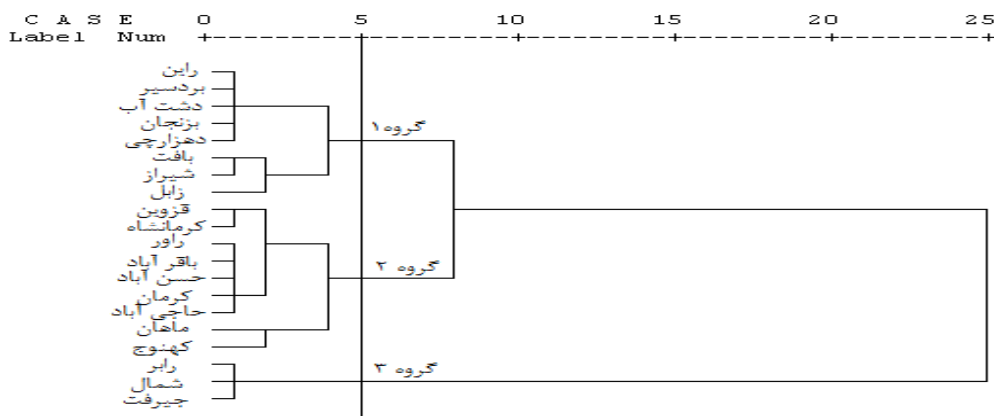 C A S E 0 5 10 15 20 25
Label Num
راین
بردسیر
دشت آب
بزنجان
گروه ۱
دهزارچی
بافت
شیراز
زابل
قزوین
کرمانشاه
راور
باقر آباد
گروه ۲
حسن آباد
کرمان
حاجی آباد
ماهان
کهنوج
رابر
گروه ۳
شمال
جیرفت